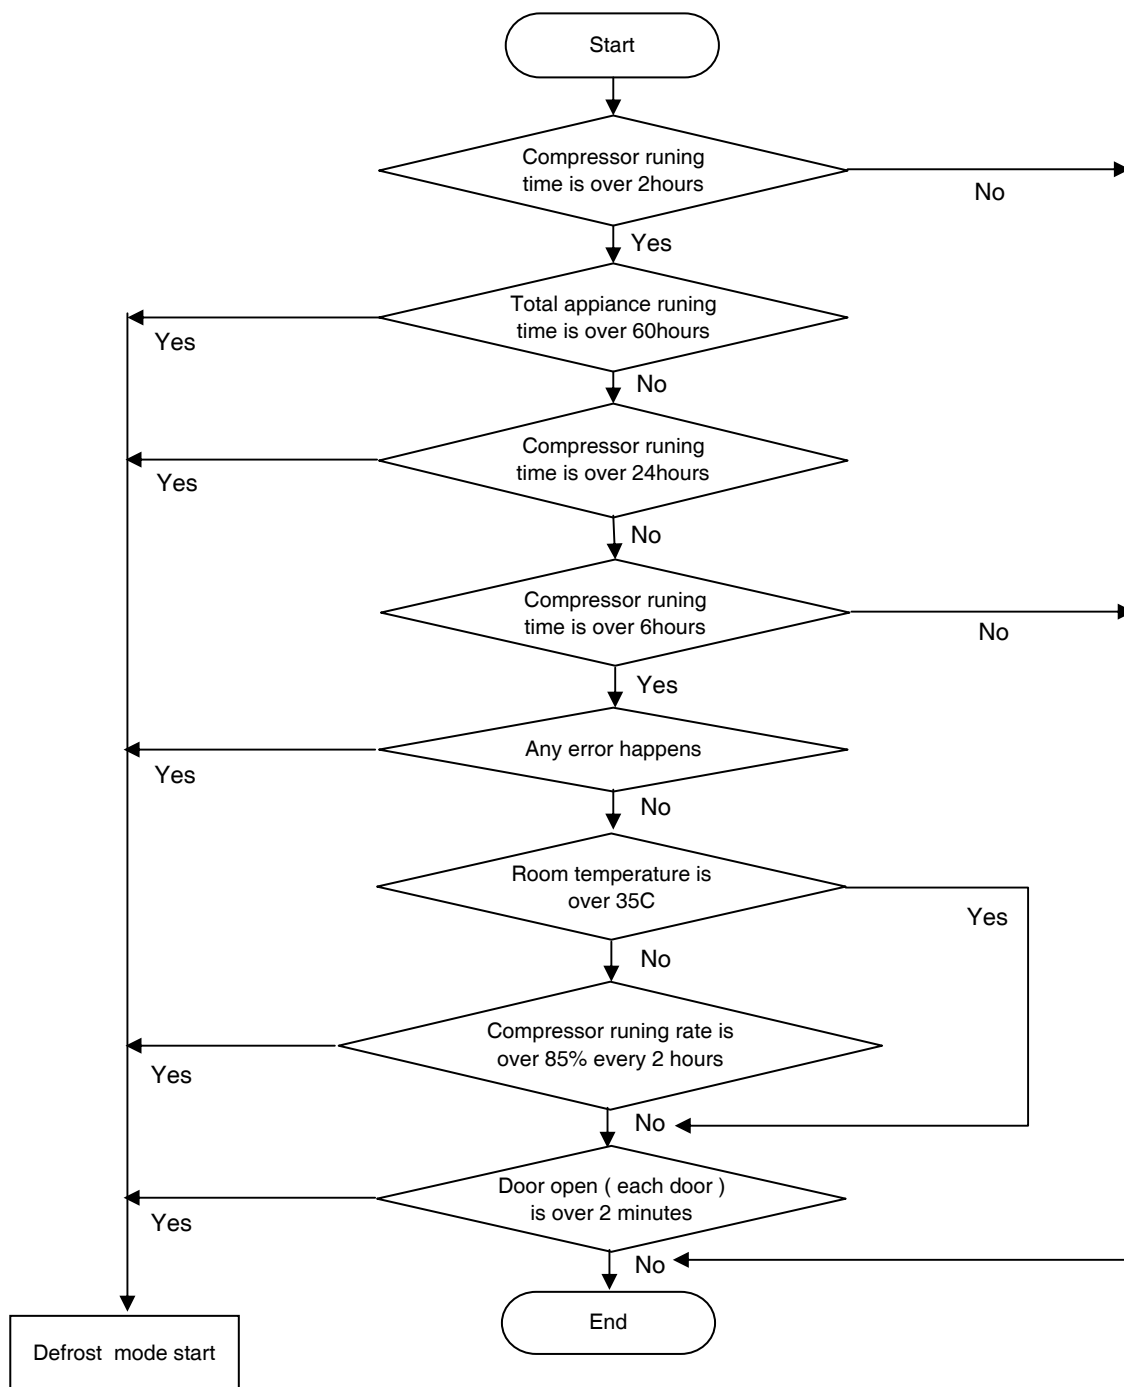 Start
Compressor runing
time is over 2hours
No
Yes
Total appiance runing
time is over 60hours
Yes
No
Compressor runing
time is over 24hours
Yes
No
Compressor runing
time is over 6hours
No
Yes
Any error happens
Yes
No
Room temperature is
over 35C
Yes
No
Compressor runing rate is
over 85% every 2 hours
Yes
No
Door open ( each door )
is over 2 minutes
Yes
No
End
Defrost mode start